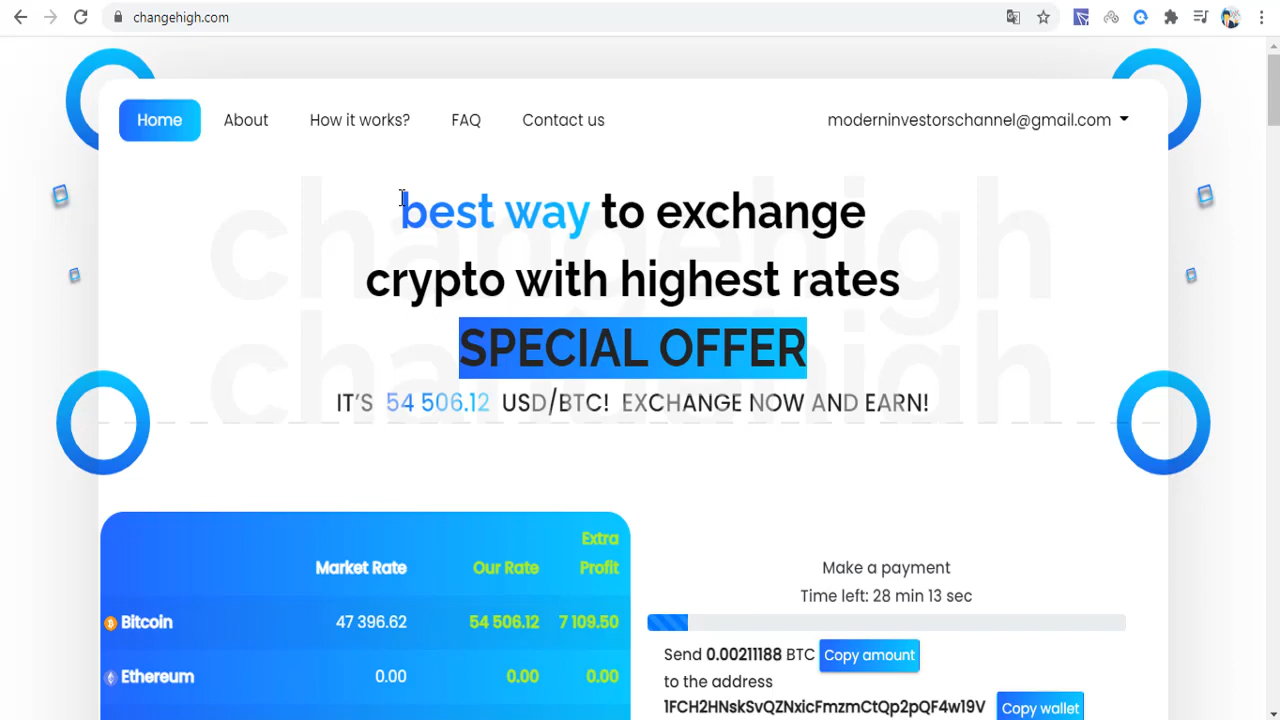 changehigh.com
Home About How it works? FAQ Contact us moderninvestorschannel@gmail.com
changehigh
best way to exchange
crypto with highest rates
changehigh
SPECIAL OFFER
IT'S 54 506.12 USD/BTC! EXCHANGE NOW AND EARN!
Extra
Market Rate Our Rate Profit
Bitcoin 47 396.62 54 506.12 7 109.50
Ethereum 0.00 0.00 0.00
Make a payment
Time left: 28 min 13 sec
Send 0.00211188 BTC Copy amount
to the address
1FCH2HNskSvQZNxicFmzmCtQp2pQF4w19V Copy wallet